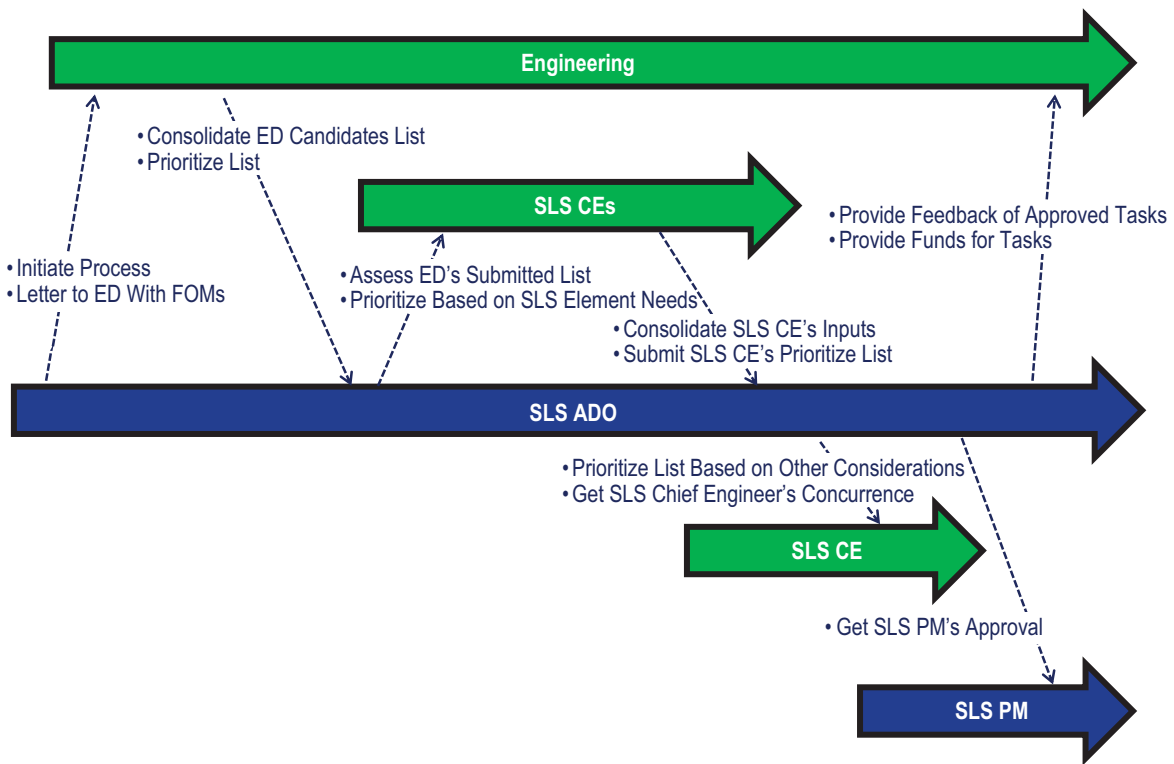 Engineering
• Consolidate ED Candidates List
• Prioritize List
SLS CEs
• Provide Feedback of Approved Tasks
• Provide Funds for Tasks
• Initiate Process
• Letter to ED With FOMs
• Assess ED's Submitted List
• Prioritize Based on SLS Element Needs
• Consolidate SLS CE's Inputs
• Submit SLS CE's Prioritize List
SLS ADO
• Prioritize List Based on Other Considerations
• Get SLS Chief Engineer's Concurrence
SLS CE
• Get SLS PM's Approval
SLS PM